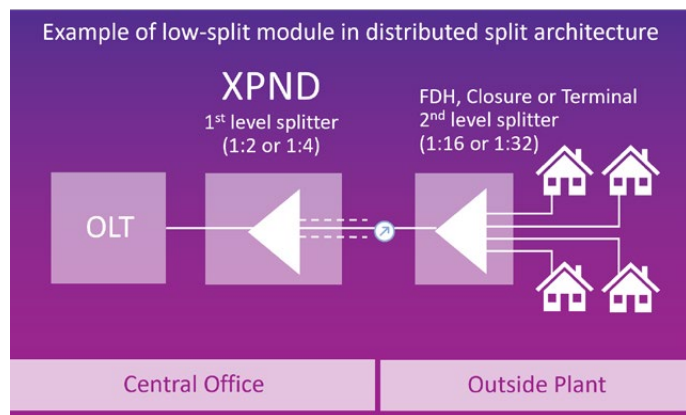 Example of low-split module in distributed split architecture
XPND
1st level splitter
(1:2 or 1:4)
FDH, Closure or Terminal
2nd level splitter
(1:16 or 1:32)
OLT
Central Office
Outside Plant